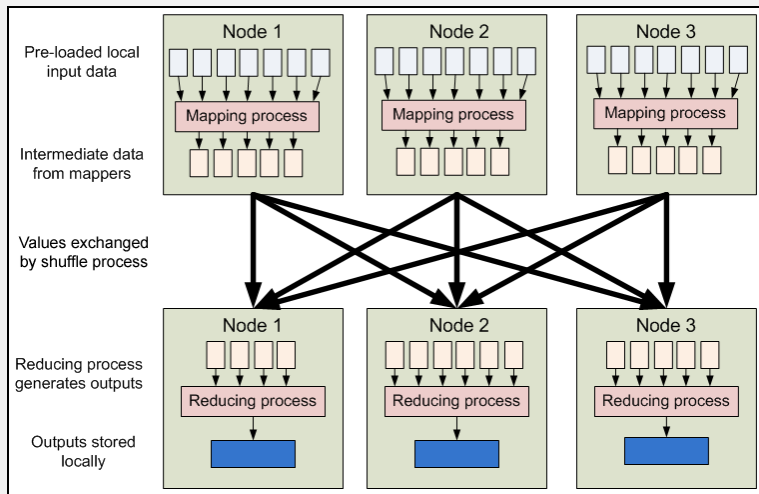 Node 1
Node 2
Node 3
Pre-loaded local
input data
Mapping process
Mapping process
Mapping process
Intermediate data
from mappers
Values exchanged
by shuffle process
Node 1
Node 2
Node 3
Reducing process
generates outputs
Reducing process
Reducing process
Reducing process
Outputs stored
locally